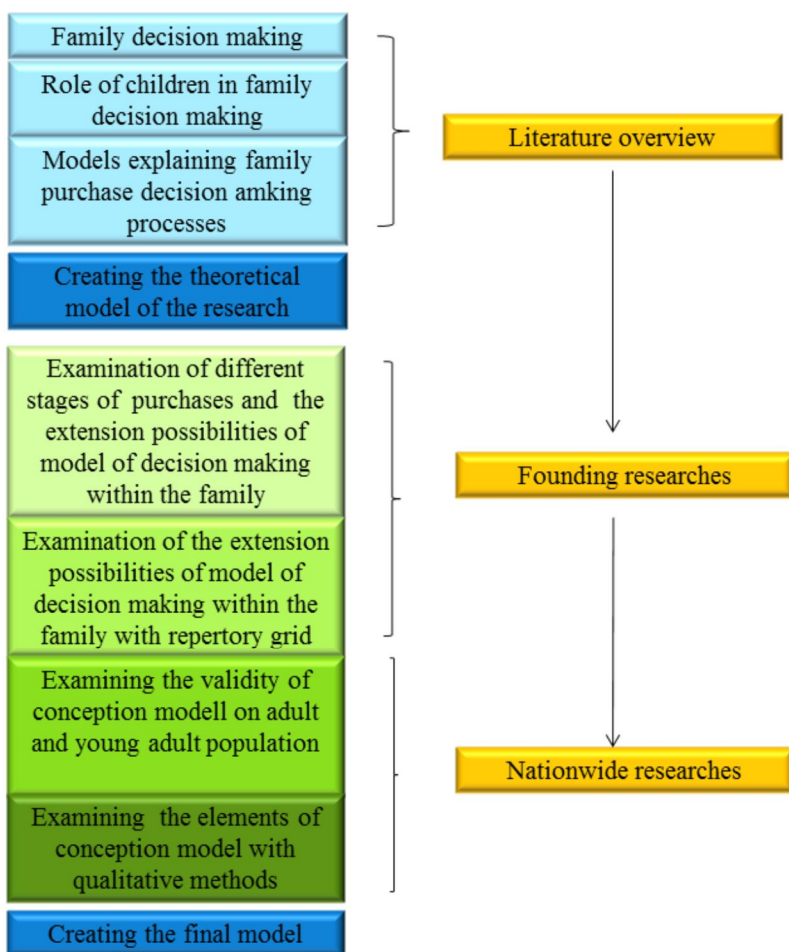 Family decision making
Role of children in family
decision making
Models explaining family
purchase decision amking
processes
Literature overview
Creating the theoretical
model of the research
Examination of different
stages of purchases and the
extension possibilities of
model of decision making
within the family
Founding researches
Examination of the extension
possibilities of model of
decision making within the
family with repertory grid
Examining the validity of
conception modell on adult
and young adult population
Nationwide researches
Examining the elements of
conception model with
qualitative methods
Creating the final model